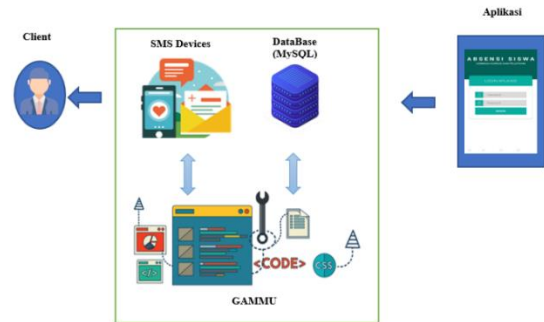 Aplikasi
Client
SMS Devices
DataBase
(MySQL)
ABSENSI SISWA
<CODE>
CSS
</>
GAMMU